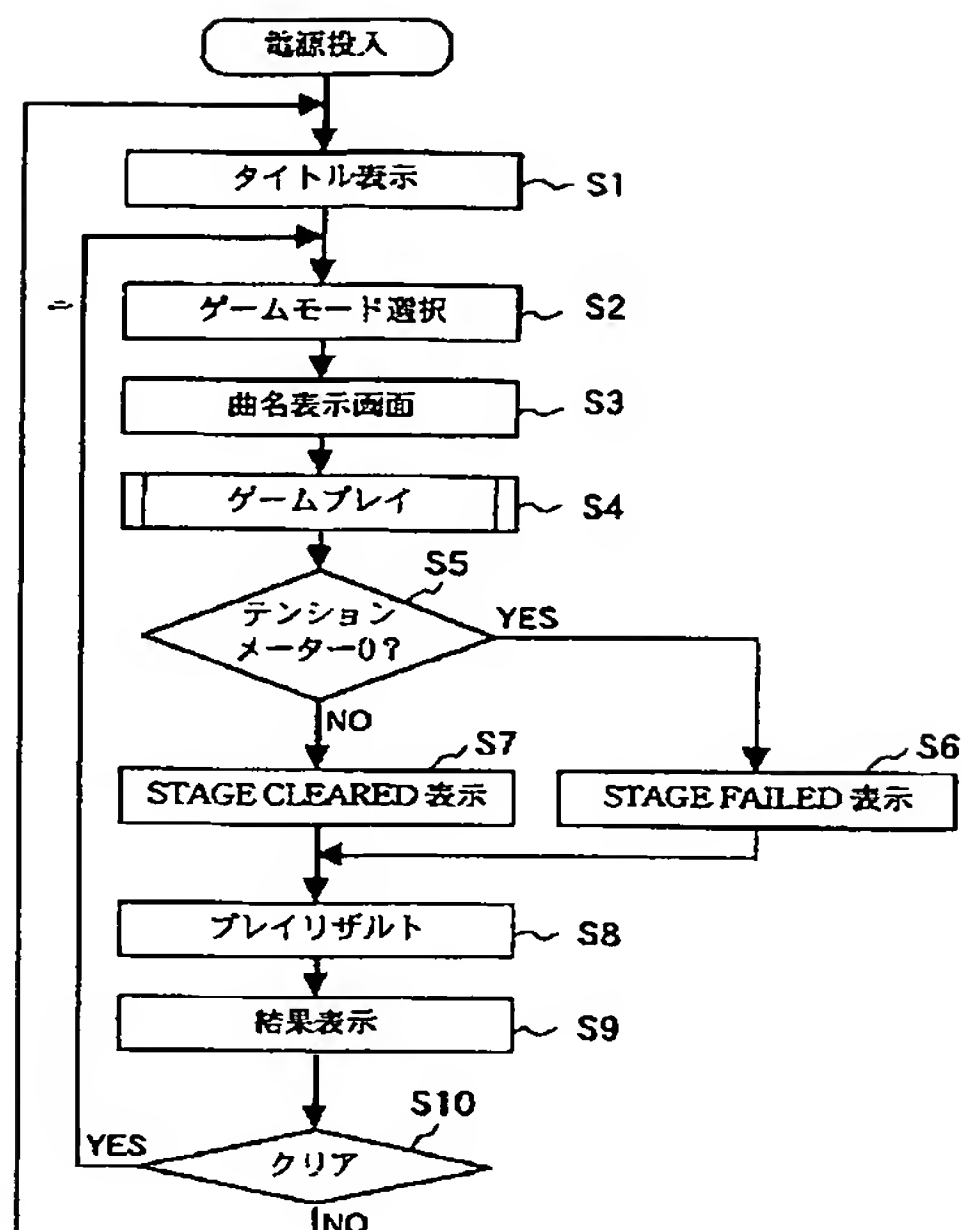 電源投入
タイトル表示
S1
ゲームモード選択
S2
曲名表示画面
S3
ゲームプレイ
S4
S5
テンション
メーター0?
YES
NO
S7
S6
STAGE CLEARED 表示
STAGE FAILED 表示
プレイリザルト
S8
結果表示
S9
S10
YES
クリア
NO